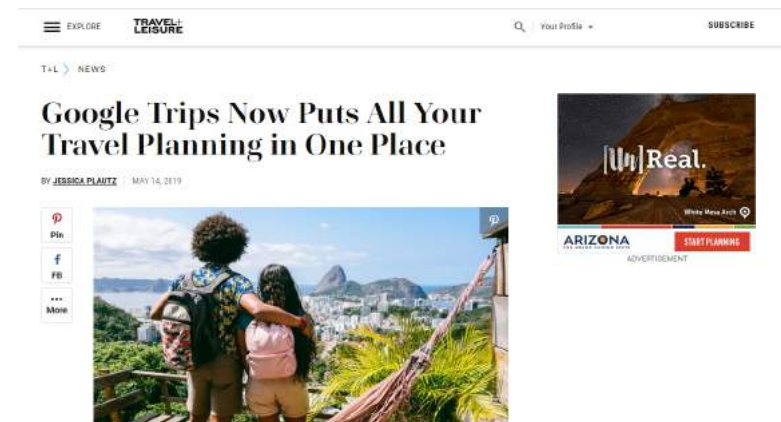 EXPLORE
TRAVEL+
LEISURE
Your Profile
SUBSCRIBE
T+L > NEWS
Google Trips Now Puts All Your
Travel Planning in One Place
BY JESSICA PLAUTZ | MAY 14, 2019
Pin
FB
More
[Un]Real.
White Mesa Arch
ARIZONA
START PLANNING
ADVERTISEMENT